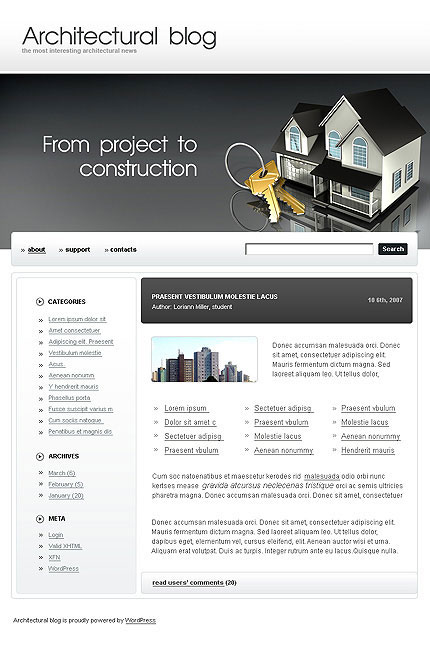 Architectural blog
the most interesting architectural news
From project to
construction
» about » support » contacts
Search
CATEGORIES
» Lorem ipsum dolor sit
» Amet consectetuer
» Adipiscing elit. Praesent
» Vestibulum molestie
» Acus.
» Aenean nonumm
» Y hendrerit mauris
» Phasellus porta
» Fusce suscipit varius m
» Cum sociis natoque
» Penatibus et magnis dis
ARCHIVES
» March (6)
» February (5)
» January (20)
META
» Login
» Valid XHTML
» XFN
» WordPress
PRAESENT VESTIBULUM MOLESTIE LACUS
Author: Loriann Miller, student
10 6th, 2007
Donec accumsan malesuada orci. Donec
sit amet, consectetuer adipiscing elit.
Mauris fermentum dictum magna. Sed
laoreet aliquam leo. Ut tellus dolor,
» Lorem ipsum
» Dolor sit amet c
» Sectetuer adipisg
» Praesent vbulum
» Sectetuer adipisg
» Praesent vbulum
» Molestie lacus
» Aenean nonummy
» Praesent vbulum
» Molestie lacus
» Aenean nonummy
» Hendrerit mauris
Cum soc natoenatibus et maescetur kerodes rid malesuada odio orbi nunc
kertses mease gravida atcursus neclecenas tristique orci ac semis ultricies
pharetra magna. Donec accumsan malesuada orci. Donec sit amet, consectetuer
Donec accumsan malesuada orci. Donec sit amet, consectetuer adipiscing elit.
Mauris fermentum dictum magna. Sed laoreet aliquam leo. Ut tellus dolor,
dapibus eget, elementum vel, cursus eleifend, elit. Aenean auctor wisi et urna.
Aliquam erat volutpat. Duis ac turpis. Integer rutrum ante eu lacus.Quisque nulla.
read users' comments (20)
Architectural blog is proudly powered by WordPress